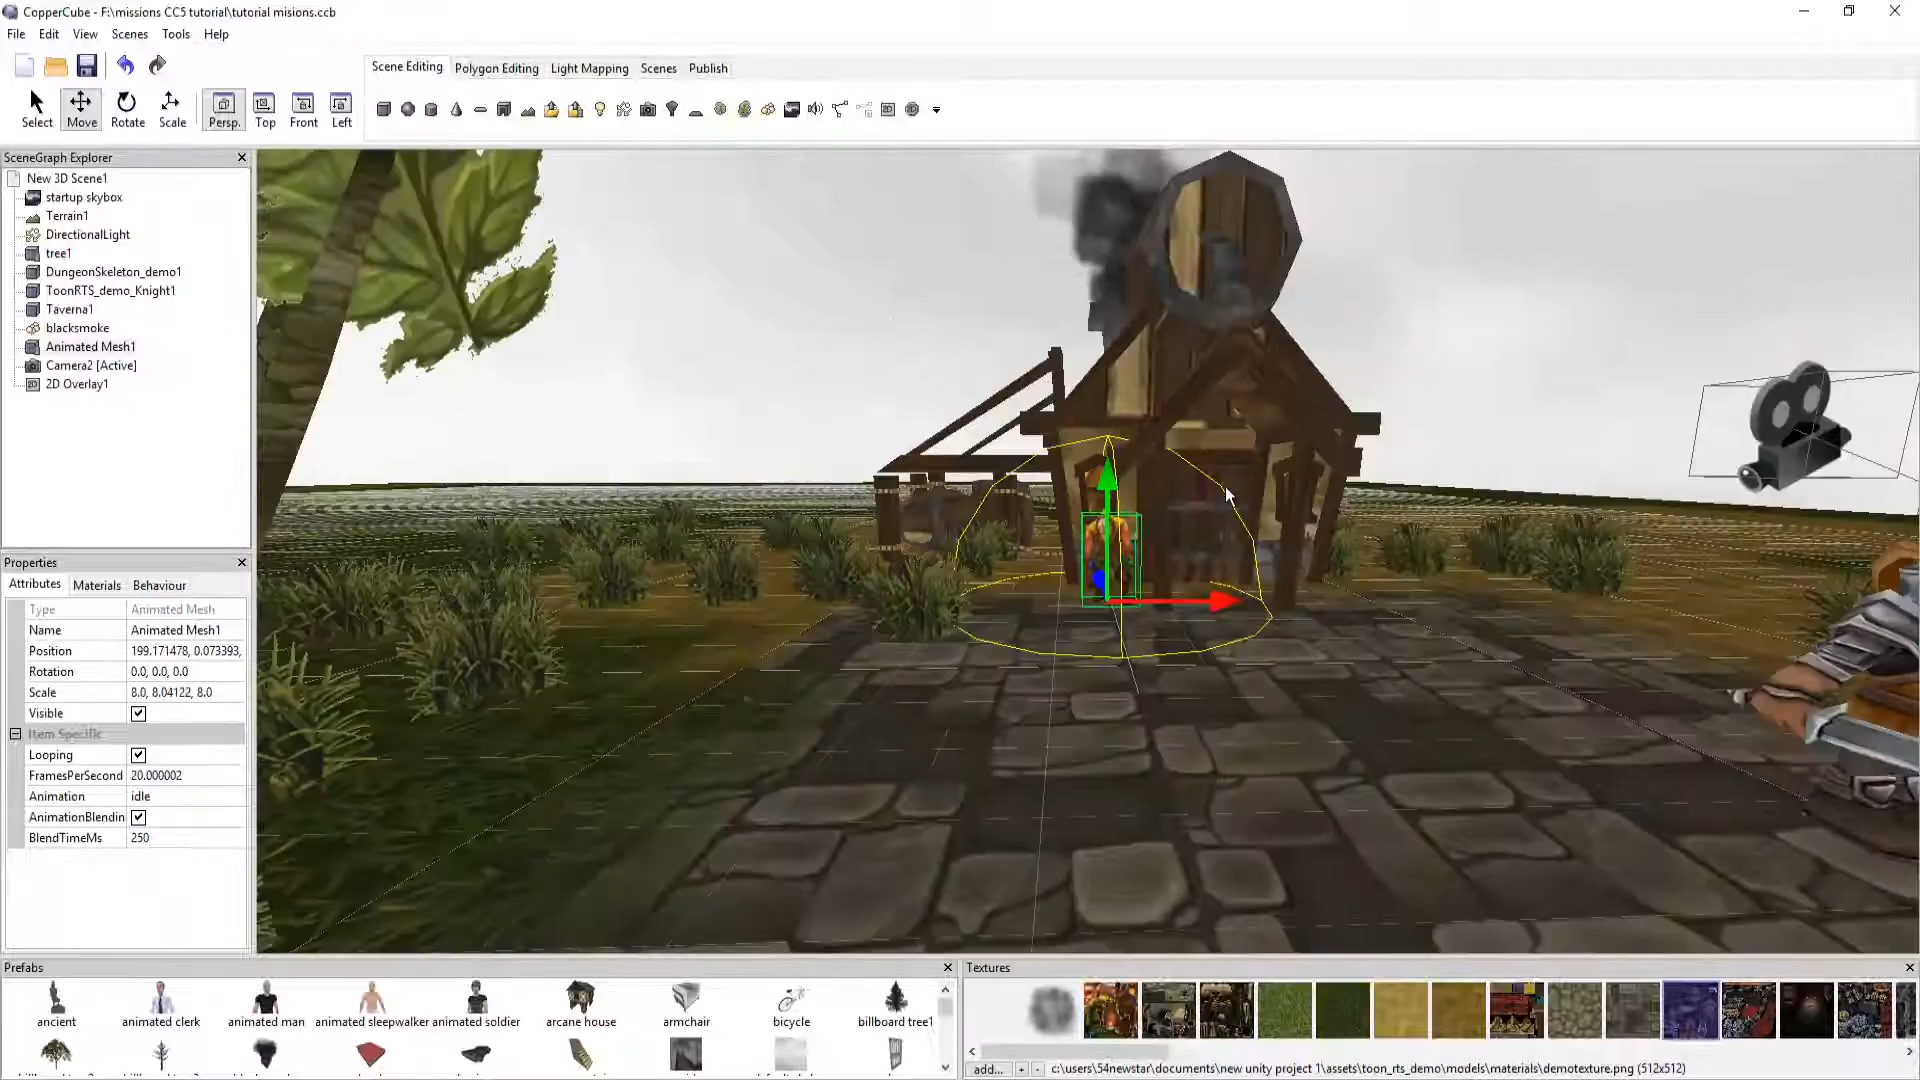 CopperCube - F:\missions CC5 tutorial\tutorial misions.ccb
File Edit View Scenes Tools Help
Scene Editing Polygon Editing Light Mapping Scenes Publish
Select Move Rotate Scale Persp. Top Front Left
SceneGraph Explorer
New 3D Scene1
startup skybox
Terrain1
DirectionalLight
tree1
DungeonSkeleton_demo1
ToonRTS_demo_Knight1
Taverna1
blacksmoke
Animated Mesh1
Camera2 [Active]
2D Overlay1
Properties
Attributes Materials Behaviour
Type Animated Mesh
Name Animated Mesh1
Position 199.171478, 0.073393,
Rotation 0.0, 0.0, 0.0
Scale 8.0, 8.04122, 8.0
Visible
Item Specific
Looping
FramesPerSecond 20.000002
Animation idle
AnimationBlendin
BlendTimeMs 250
Prefabs
ancient animated clerk animated man animated sleepwalker animated soldier arcane house armchair bicycle billboard tree1
Textures
add... + - c:\users\54newstar\documents\new unity project 1\assets\toon_rts_demo\models\materials\demotexture.png (512x512)